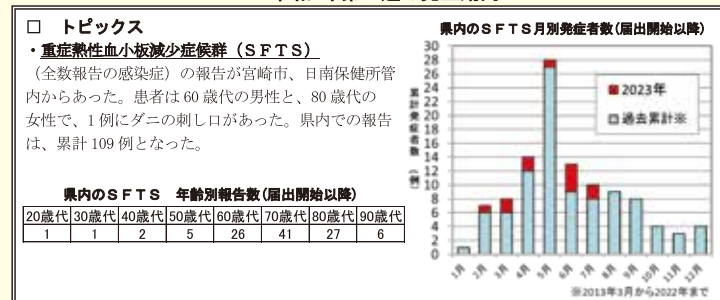 □ トピックス
・重症熱性血小板減少症候群(SFTS)
(全数報告の感染症)の報告が宮崎市、日南保健所管
内からあった。患者は60歳代の男性と、80歳代の
女性で、1例にダニの刺し口があった。県内での報告
は、累計109例となった。
県内のSFTS 年齢別報告数(届出開始以降)
20歳代 30歳代 40歳代 50歳代 60歳代 70歳代 80歳代 90歳代
1 1 2 5 26 41 27 6
県内のSFTS月別発症者数(届出開始以降)
累計発症者数(例)
30
28
26
24
22
20
18
16
14
12
10
8
6
4
2
0
2023年
過去累計※
1月 2月 3月 4月 5月 6月 7月 8月 9月 10月 11月 12月
※2013年3月から2022年まで